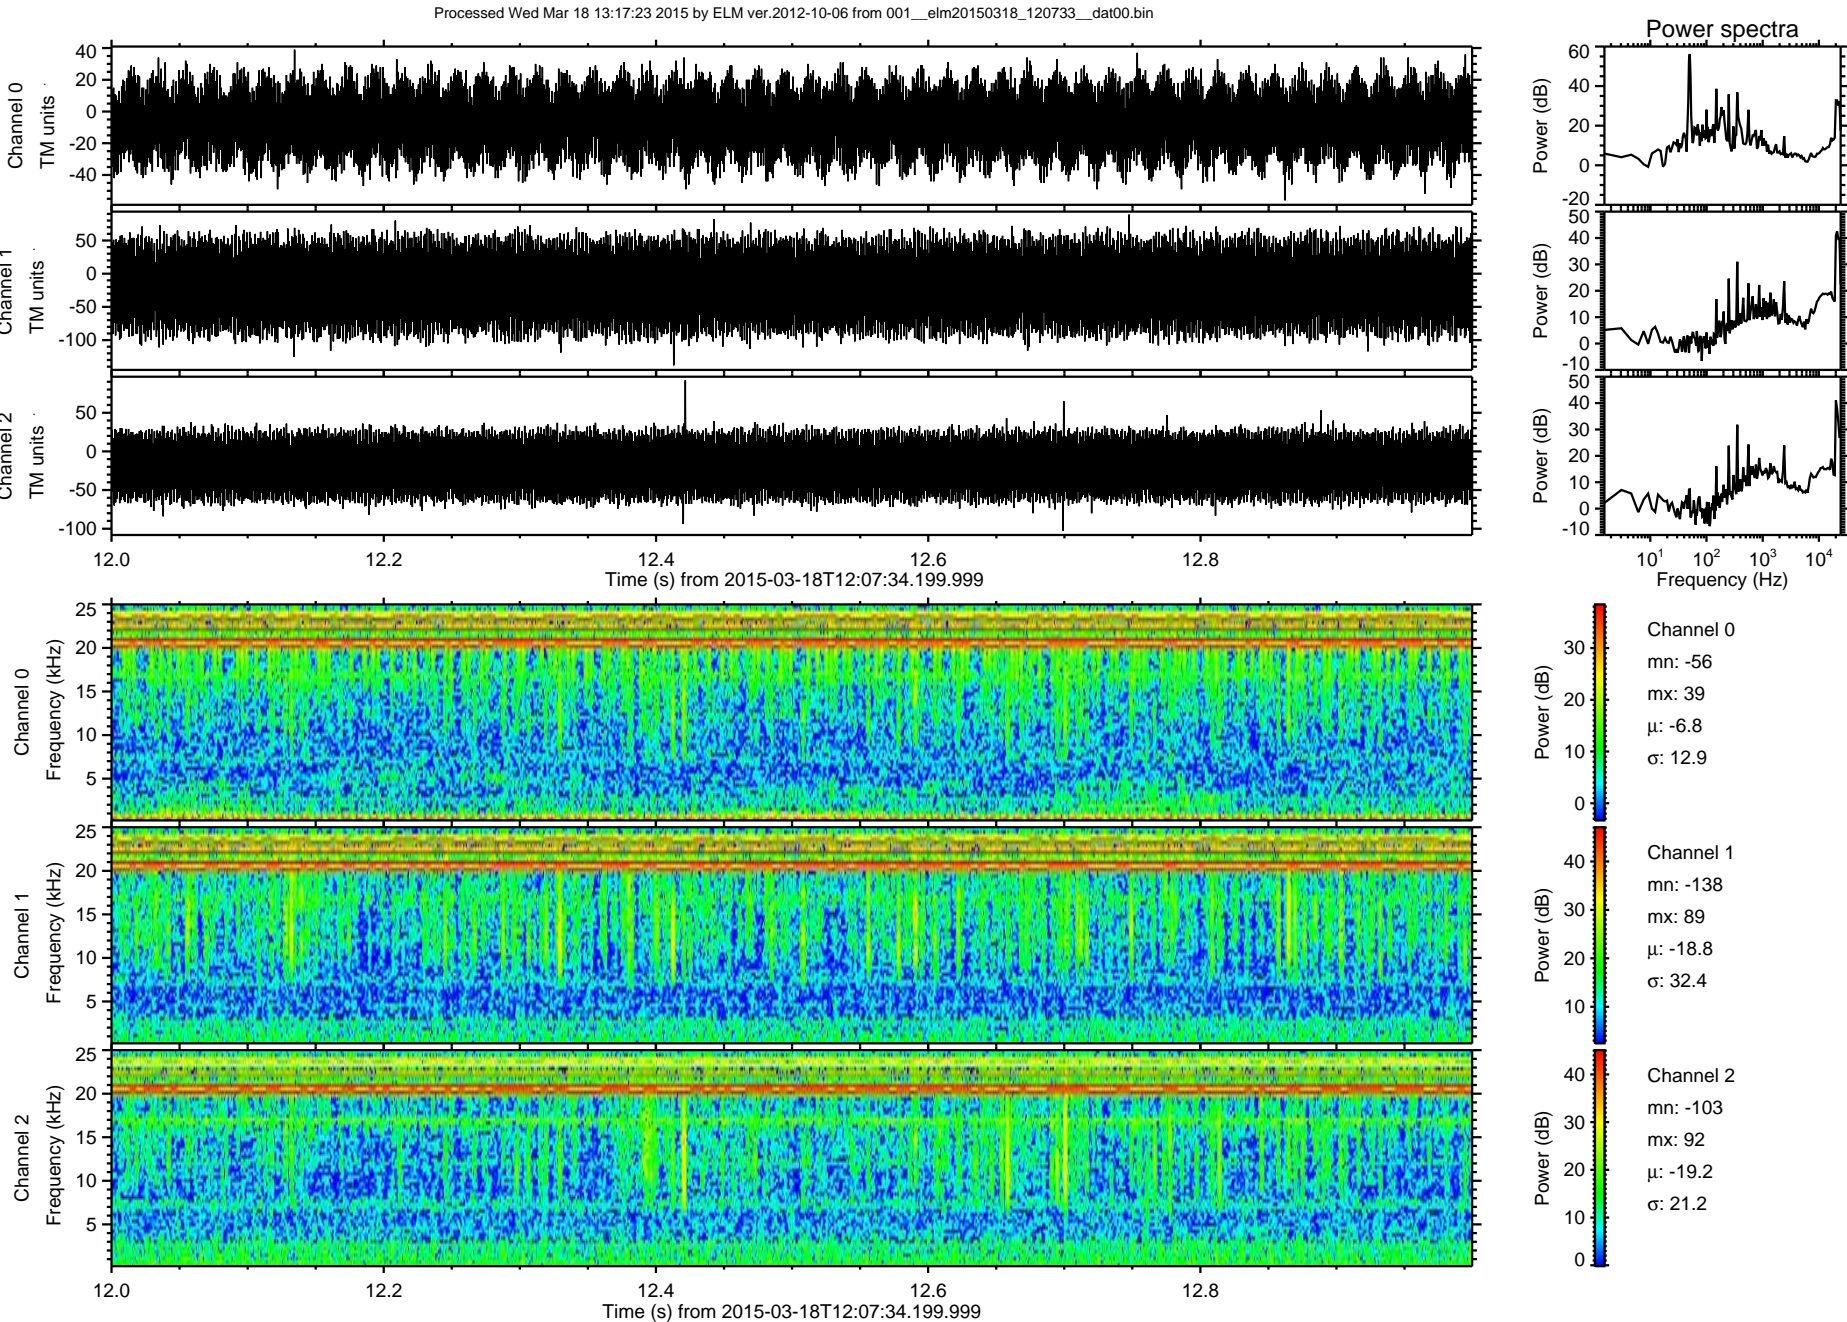 Processed Wed Mar 18 13:17:23 2015 by ELM ver.2012-10-06 from 001__elm20150318_120733__dat00.bin
Power spectra
Channel 0
TM units
40
20
0
-20
-40
Power (dB)
60
40
20
0
-20
Channel 1
TM units
50
0
-50
-100
Power (dB)
50
40
30
20
10
0
-10
Channel 2
TM units
50
0
-50
-100
Power (dB)
50
40
30
20
10
0
-10
12.0 12.2 12.4 12.6 12.8
Time (s) from 2015-03-18T12:07:34.199.999
10¹ 10² 10³ 10⁴
Frequency (Hz)
Channel 0
Frequency (kHz)
25
20
15
10
5
Power (dB)
30
20
10
0
Channel 0
mn: -56
mx: 39
μ: -6.8
σ: 12.9
Channel 1
Frequency (kHz)
25
20
15
10
5
Power (dB)
40
30
20
10
Channel 1
mn: -138
mx: 89
μ: -18.8
σ: 32.4
Channel 2
Frequency (kHz)
25
20
15
10
5
Power (dB)
40
30
20
10
0
Channel 2
mn: -103
mx: 92
μ: -19.2
σ: 21.2
12.0 12.2 12.4 12.6 12.8
Time (s) from 2015-03-18T12:07:34.199.999